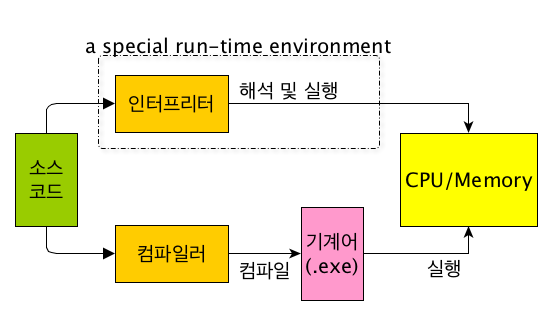 a special run-time environment
인터프리터
해석 및 실행
소스
코드
CPU/Memory
컴파일러
컴파일
기계어
(.exe)
실행